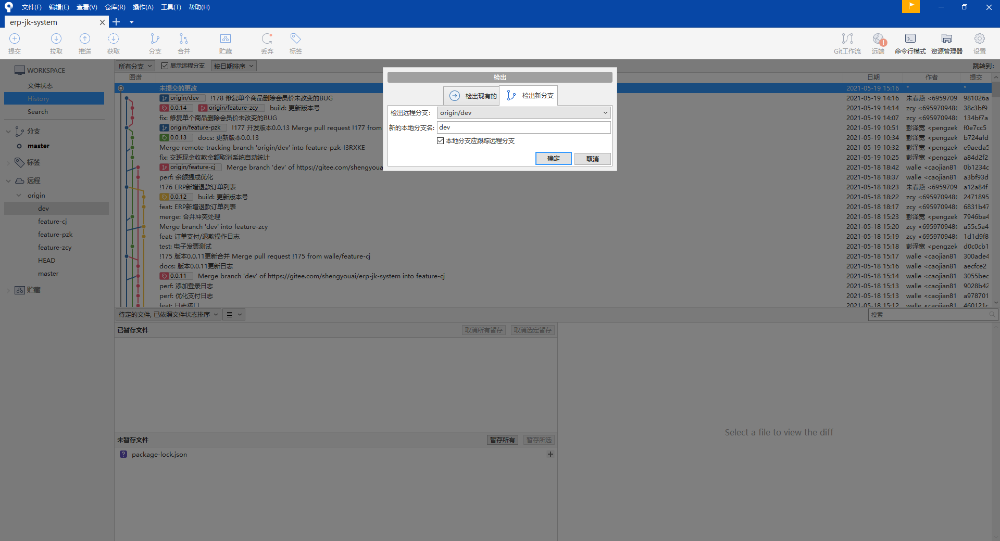 文件(F) 编辑(E) 查看(V) 仓库(R) 操作(A) 工具(T) 帮助(H)
erp-jk-system
提交 拉取 推送 获取 分支 合并 贮藏 丢弃 标签 Git工作流 远端 命令行模式 资源管理器 设置
WORKSPACE
文件状态
History
Search
分支
master
标签
远程
origin
dev
feature-cj
feature-pzk
feature-zcy
HEAD
master
贮藏
所有分支 显示远程分支 按日期排序 跳转到:
图谱 日期 作者 提交
未提交的更改 2021-05-19 15:16 * *
origin/dev !178 修复单个商品删除会员价未改变的BUG 2021-05-19 14:16 朱春燕 <6959709 981026a
0.0.14 origin/feature-zcy build: 更新版本号 2021-05-19 14:14 zcy <695970948( 38c3bf9
fix: 修复单个商品删除会员价未改变的BUG 2021-05-19 14:07 zcy <695970948( 134bf7a
origin/feature-pzk !177 开发版本0.0.13 Merge pull request !177 from 2021-05-19 10:51 彭泽宽 <pengzek f0e7cc5
0.0.13 docs: 更新版本0.0.13 2021-05-19 10:34 彭泽宽 <pengzek b724afd
Merge remote-tracking branch 'origin/dev' into feature-pzk-I3RXKE 2021-05-19 10:32 彭泽宽 <pengzek e9aeda5
fix: 交班现金收款金额取消系统自动统计 2021-05-19 10:25 彭泽宽 <pengzek a84d2f2
origin/feature-cj Merge branch 'dev' of https://gitee.com/shengyoua 2021-05-18 18:42 walle <caojian81 0b1234c
perf: 余额提成优化 2021-05-18 18:37 walle <caojian81 a3bf93d
!176 ERP新增退款订单列表 2021-05-18 18:23 朱春燕 <6959709 a12a84f
0.0.12 build: 更新版本号 2021-05-18 18:22 zcy <695970948( 2471895
feat: ERP新增退款订单列表 2021-05-18 18:17 zcy <695970948( 6831b47
merge: 合并冲突处理 2021-05-18 15:23 彭泽宽 <pengzek 7946ba4
Merge branch 'dev' into feature-zcy 2021-05-18 15:20 zcy <695970948( a55c5a4
feat: 订单支付/退款操作日志 2021-05-18 15:19 zcy <695970948( 1d1d9f8
test: 电子发票测试 2021-05-18 15:18 彭泽宽 <pengzek d0c0cb1
!175 版本0.0.11更新合并 Merge pull request !175 from walle/feature-cj 2021-05-18 15:17 walle <caojian81 300ade4
docs: 版本0.0.11更新日志 2021-05-18 15:16 walle <caojian81 aecfce2
0.0.11 Merge branch 'dev' of https://gitee.com/shengyouai/erp-jk-system into feature-cj 2021-05-18 15:14 walle <caojian81 3055bec
perf: 添加登录日志 2021-05-18 15:13 walle <caojian81 9028b42
perf: 优化支付日志 2021-05-18 15:13 walle <caojian81 a978701
feat: 日志接口 2021-05-18 15:12 walle <caojian81 460121c
检出
检出现有的 检出新分支
检出远程分支: origin/dev
新的本地分支名: dev
本地分支应跟踪远程分支
确定 取消
待定的文件, 已依照文件状态排序 搜索
已暂存文件 取消所有暂存 取消选定暂存
未暂存文件 暂存所有 暂存所选
package-lock.json
Select a file to view the diff